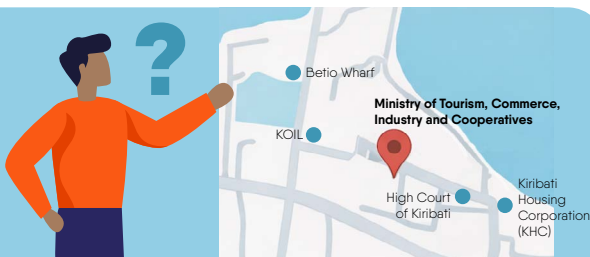 ?
Betio Wharf
Ministry of Tourism, Commerce,
Industry and Cooperatives
KOIL
High Court
of Kiribati
Kiribati
Housing
Corporation
(KHC)